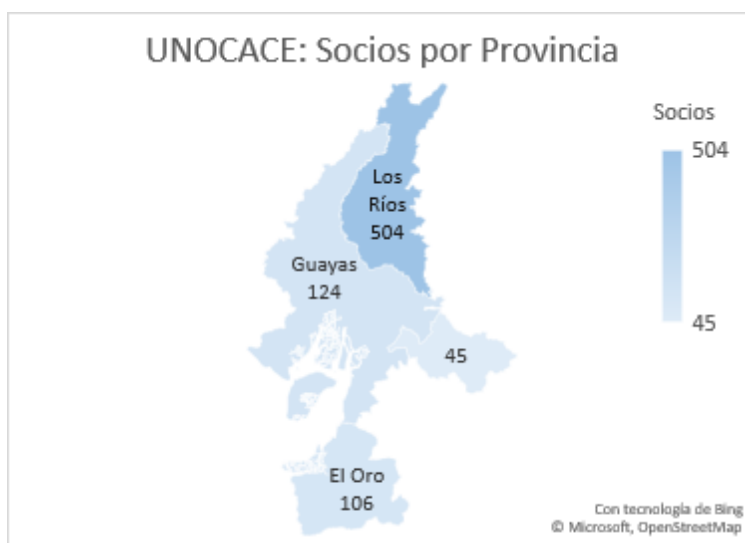 UNOCACE: Socios por Provincia
Socios
504
45
Los
Ríos
504
Guayas
124
45
El Oro
106
Con tecnología de Bing
© Microsoft, OpenStreetMap